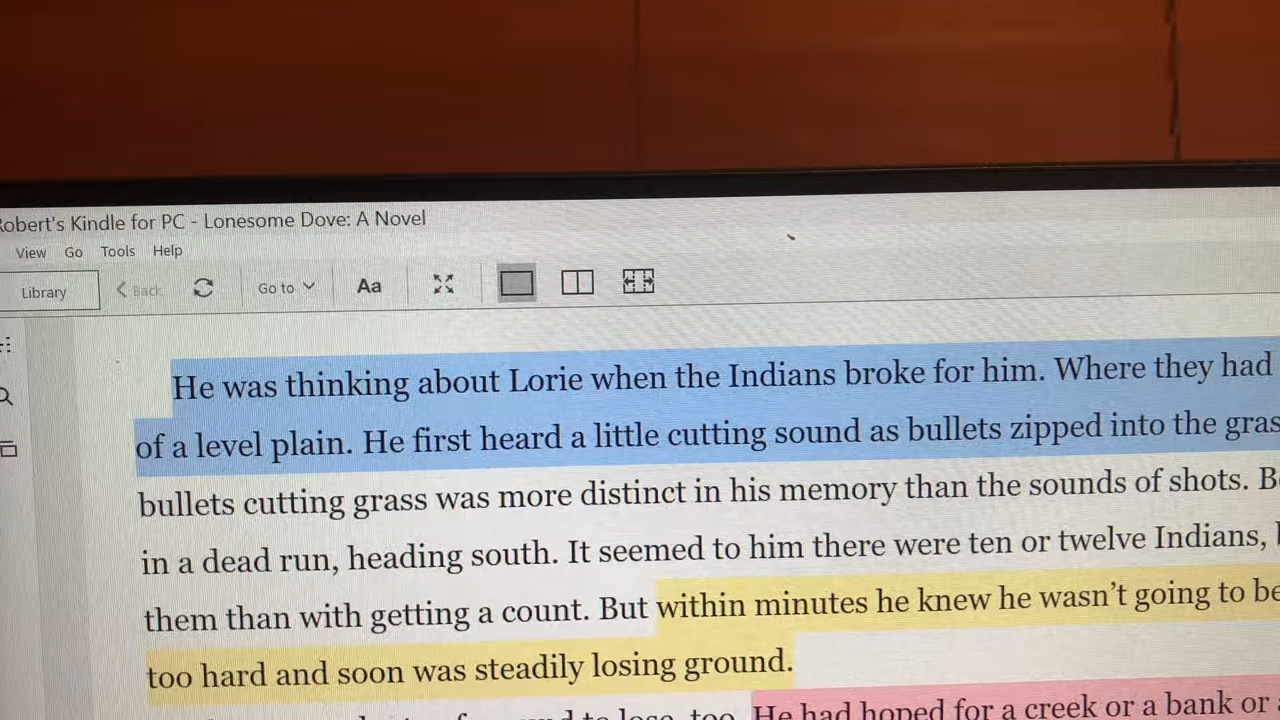 Robert's Kindle for PC - Lonesome Dove: A Novel
View Go Tools Help
Library Back Go to Aa
He was thinking about Lorie when the Indians broke for him. Where they had
of a level plain. He first heard a little cutting sound as bullets zipped into the gras
bullets cutting grass was more distinct in his memory than the sounds of shots. B
in a dead run, heading south. It seemed to him there were ten or twelve Indians,
them than with getting a count. But within minutes he knew he wasn't going to be
too hard and soon was steadily losing ground.
to lose, too. He had hoped for a creek or a bank or